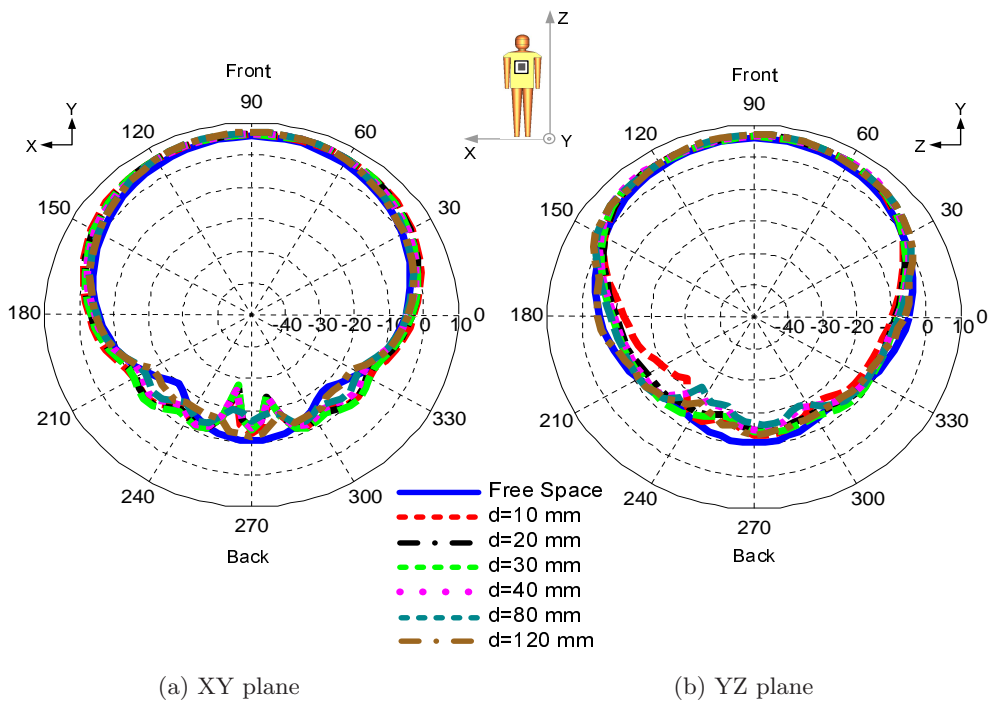 Z
X
Y
Front
90
120
60
Y
X
150
30
180
-40 -30 -20 -10 0 10
0
210
330
240
300
270
Back
Front
90
120
60
Y
Z
150
30
180
-40 -30 -20 0 10
0
210
330
240
300
270
Back
Free Space
d=10 mm
d=20 mm
d=30 mm
d=40 mm
d=80 mm
d=120 mm
(a) XY plane
(b) YZ plane